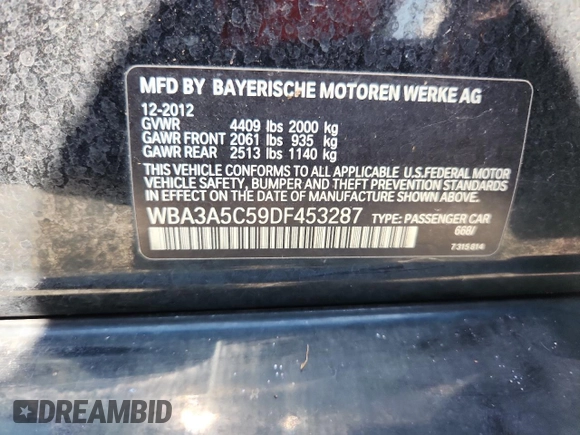 MFD BY BAYERISCHE MOTOREN WERKE AG
12-2012
GVWR 4409 lbs 2000 kg
GAWR FRONT 2061 lbs 935 kg
GAWR REAR 2513 lbs 1140 kg
THIS VEHICLE CONFORMS TO ALL APPLICABLE U.S.FEDERAL MOTOR
VEHICLE SAFETY, BUMPER AND THEFT PREVENTION STANDARDS
IN EFFECT ON THE DATE OF MANUFACTURE SHOWN ABOVE.
WBA3A5C59DF453287 TYPE: PASSENGER CAR
668/
7315614
DREAMBID